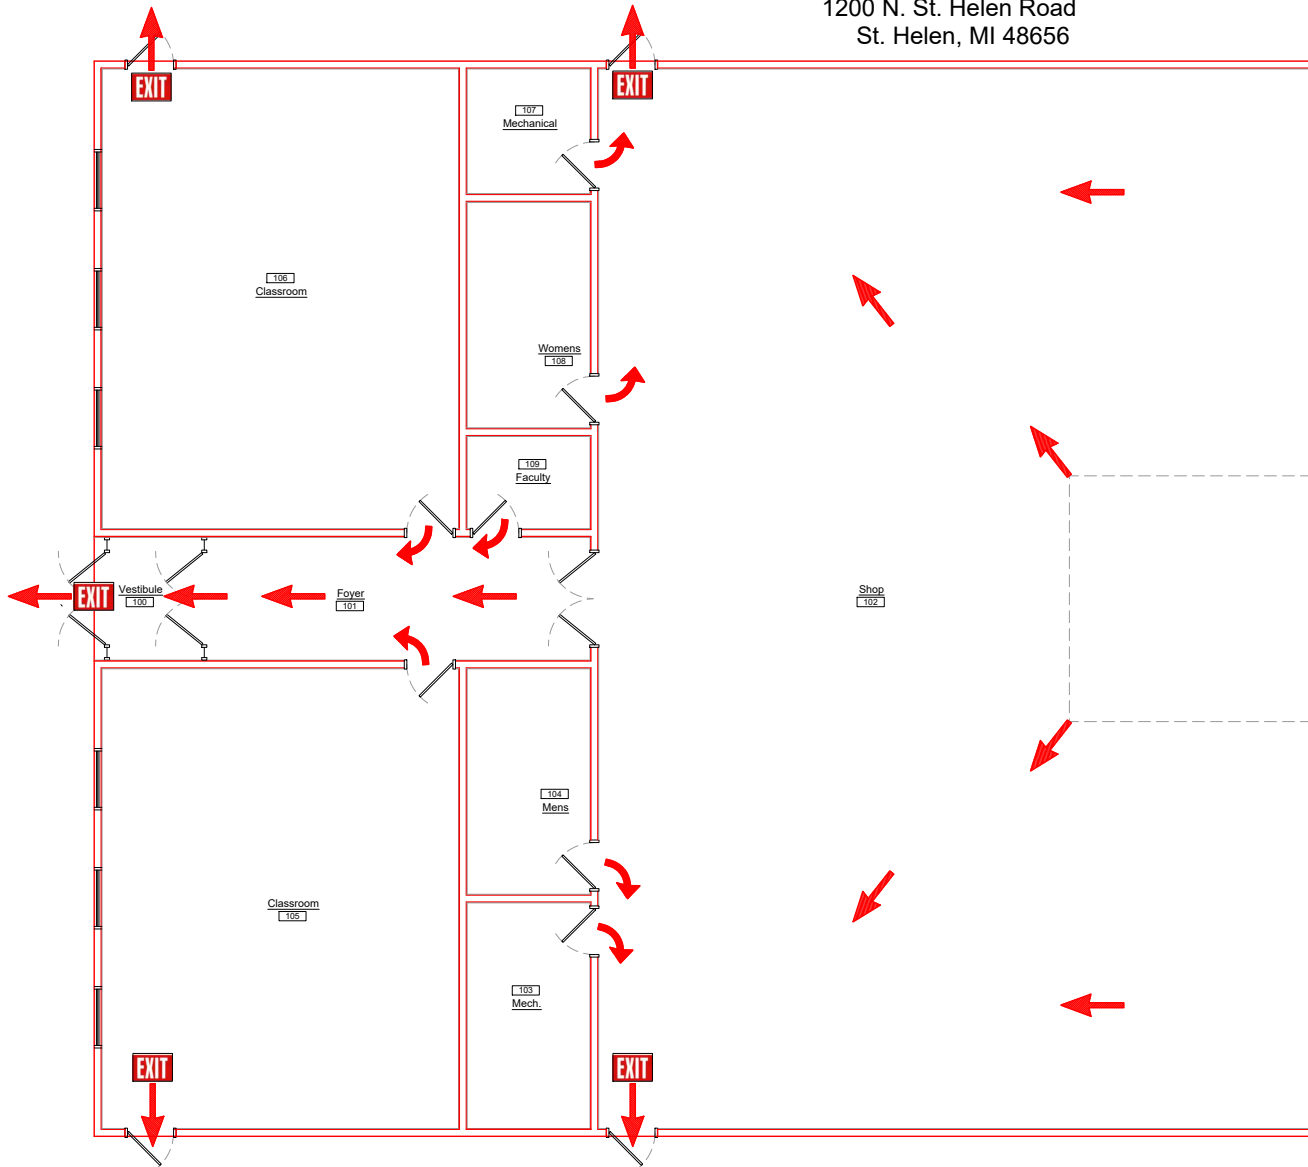 1200 N. St. Helen Road
St. Helen, MI 48656
EXIT
EXIT
107
Mechanical
106
Classroom
Womens
108
109
Faculty
EXIT
Vestibule
100
Foyer
101
Shop
102
104
Mens
Classroom
105
103
Mech.
EXIT
EXIT